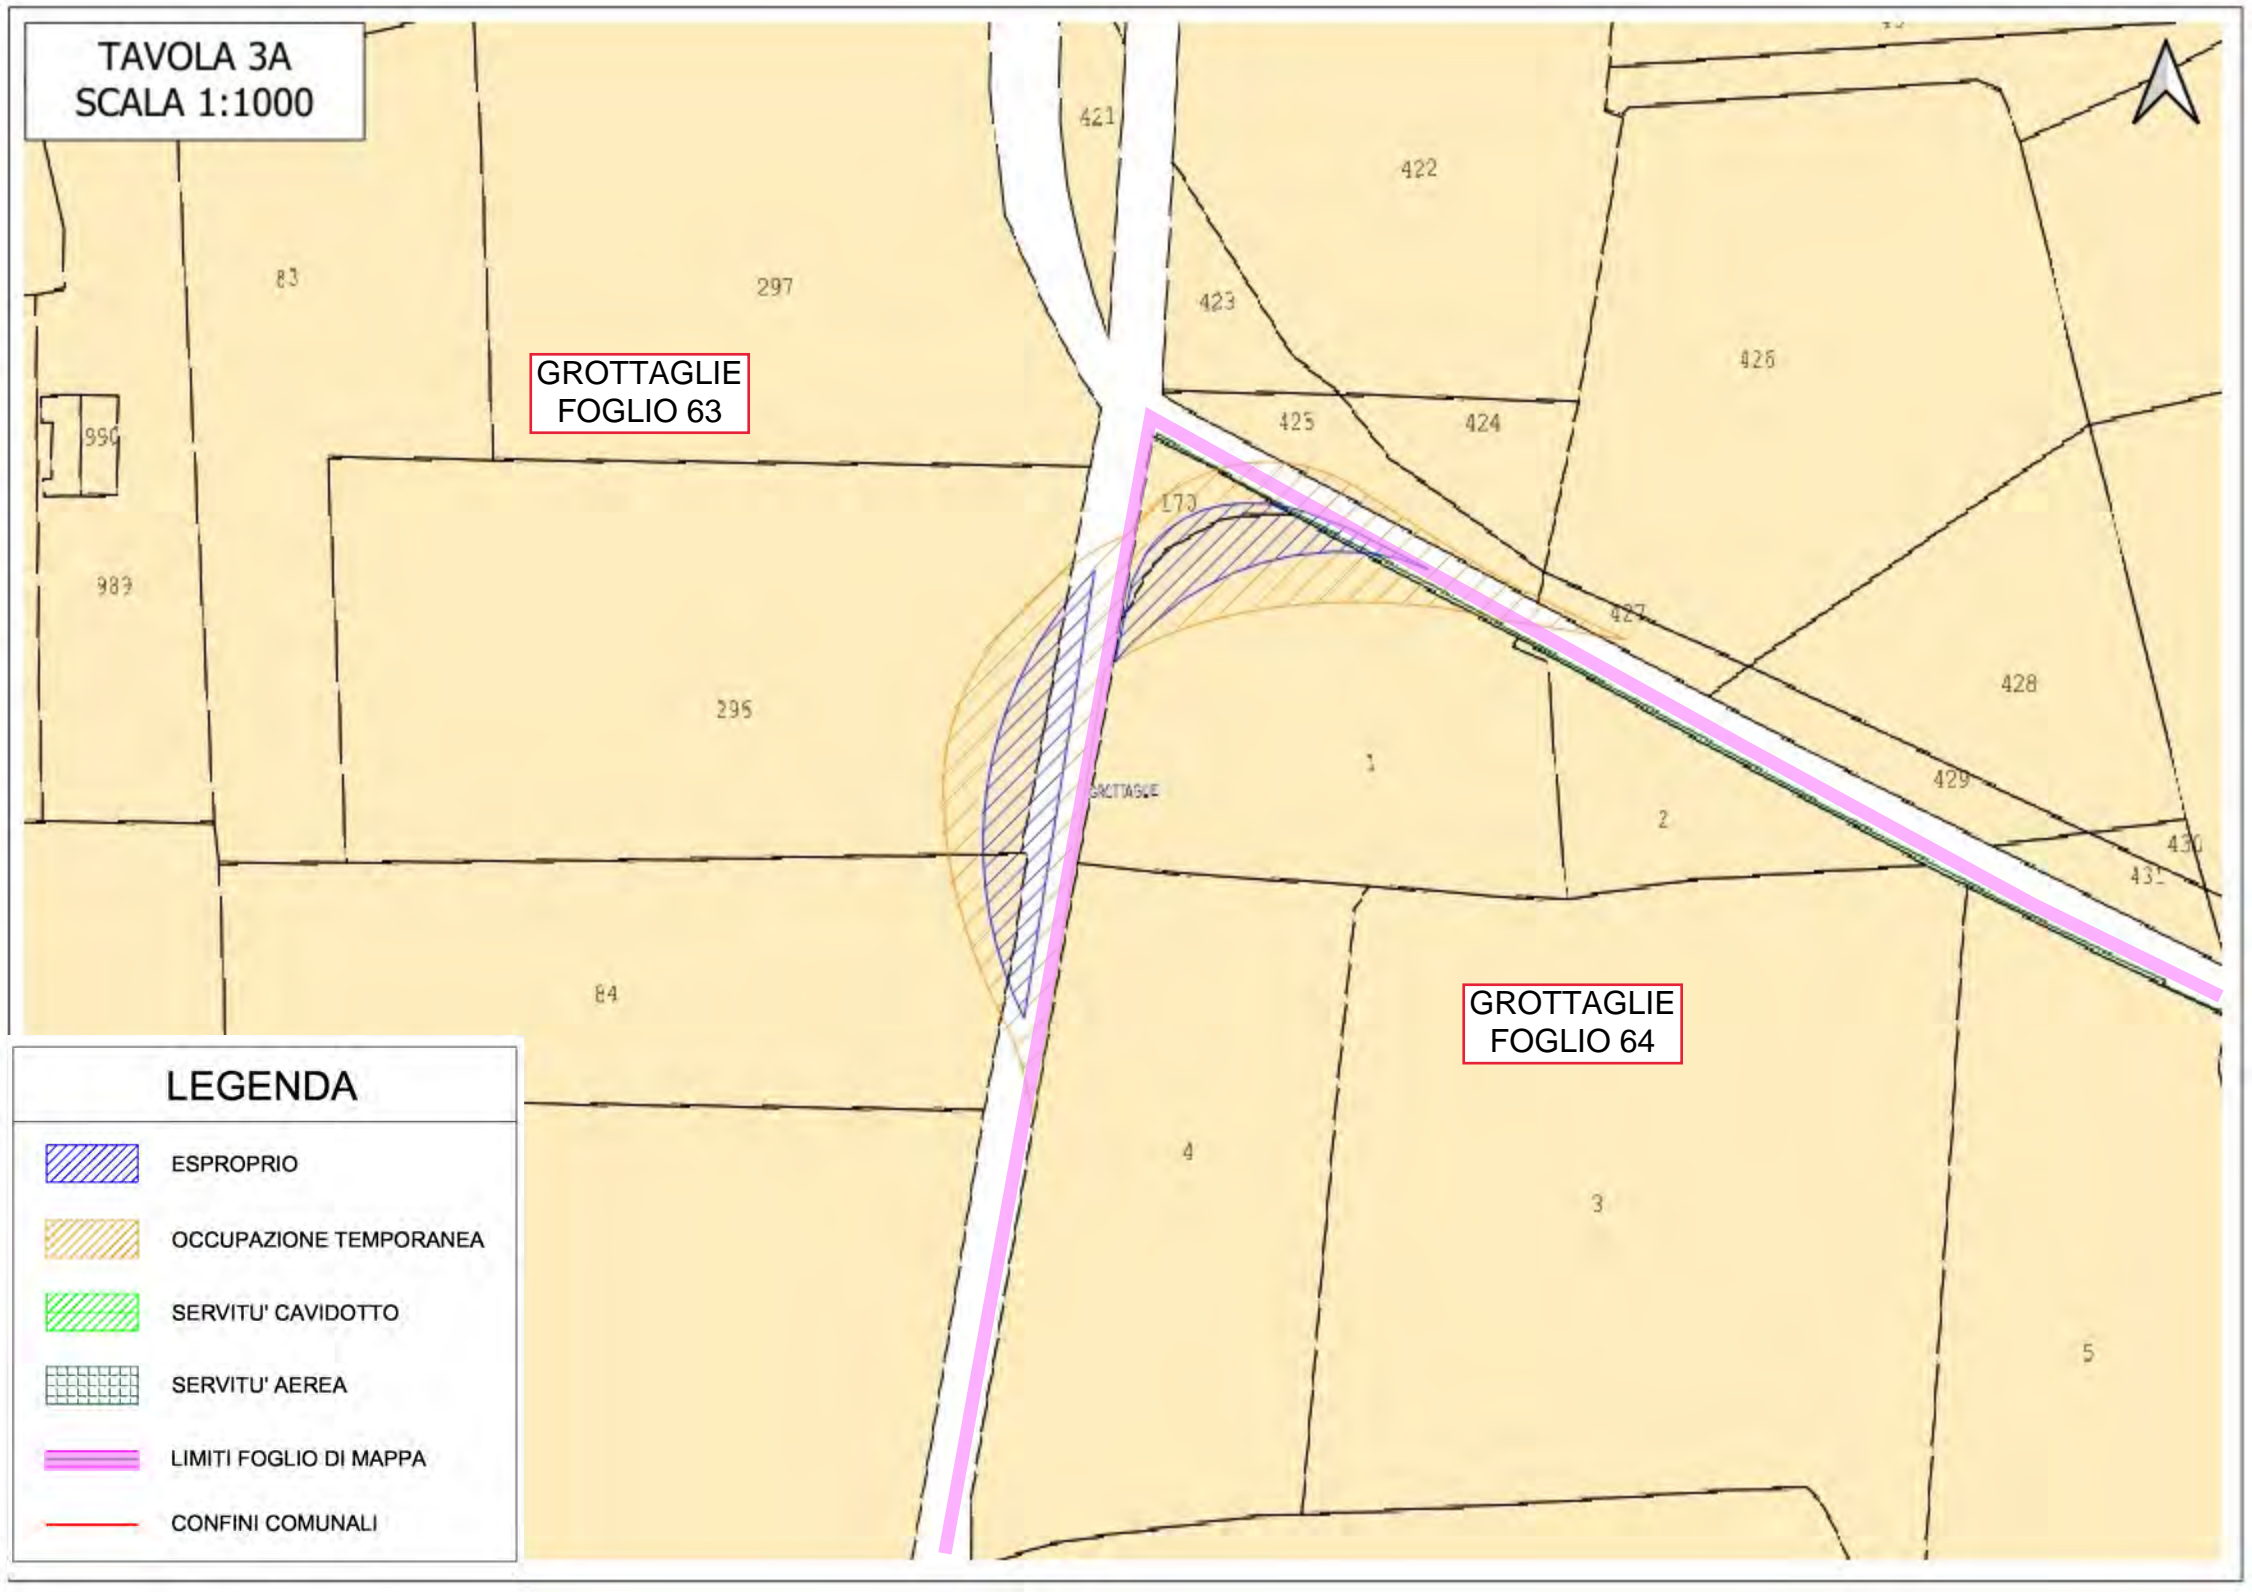 TAVOLA 3A
SCALA 1:1000
421
422
83
297
423
426
GROTTAGLIE
FOGLIO 63
425
424
990
173
989
427
428
295
GROTTAGLIE
1
2
429
430
431
84
GROTTAGLIE
FOGLIO 64
4
3
5
LEGENDA
ESPROPRIO
OCCUPAZIONE TEMPORANEA
SERVITU' CAVIDOTTO
SERVITU' AEREA
LIMITI FOGLIO DI MAPPA
CONFINI COMUNALI